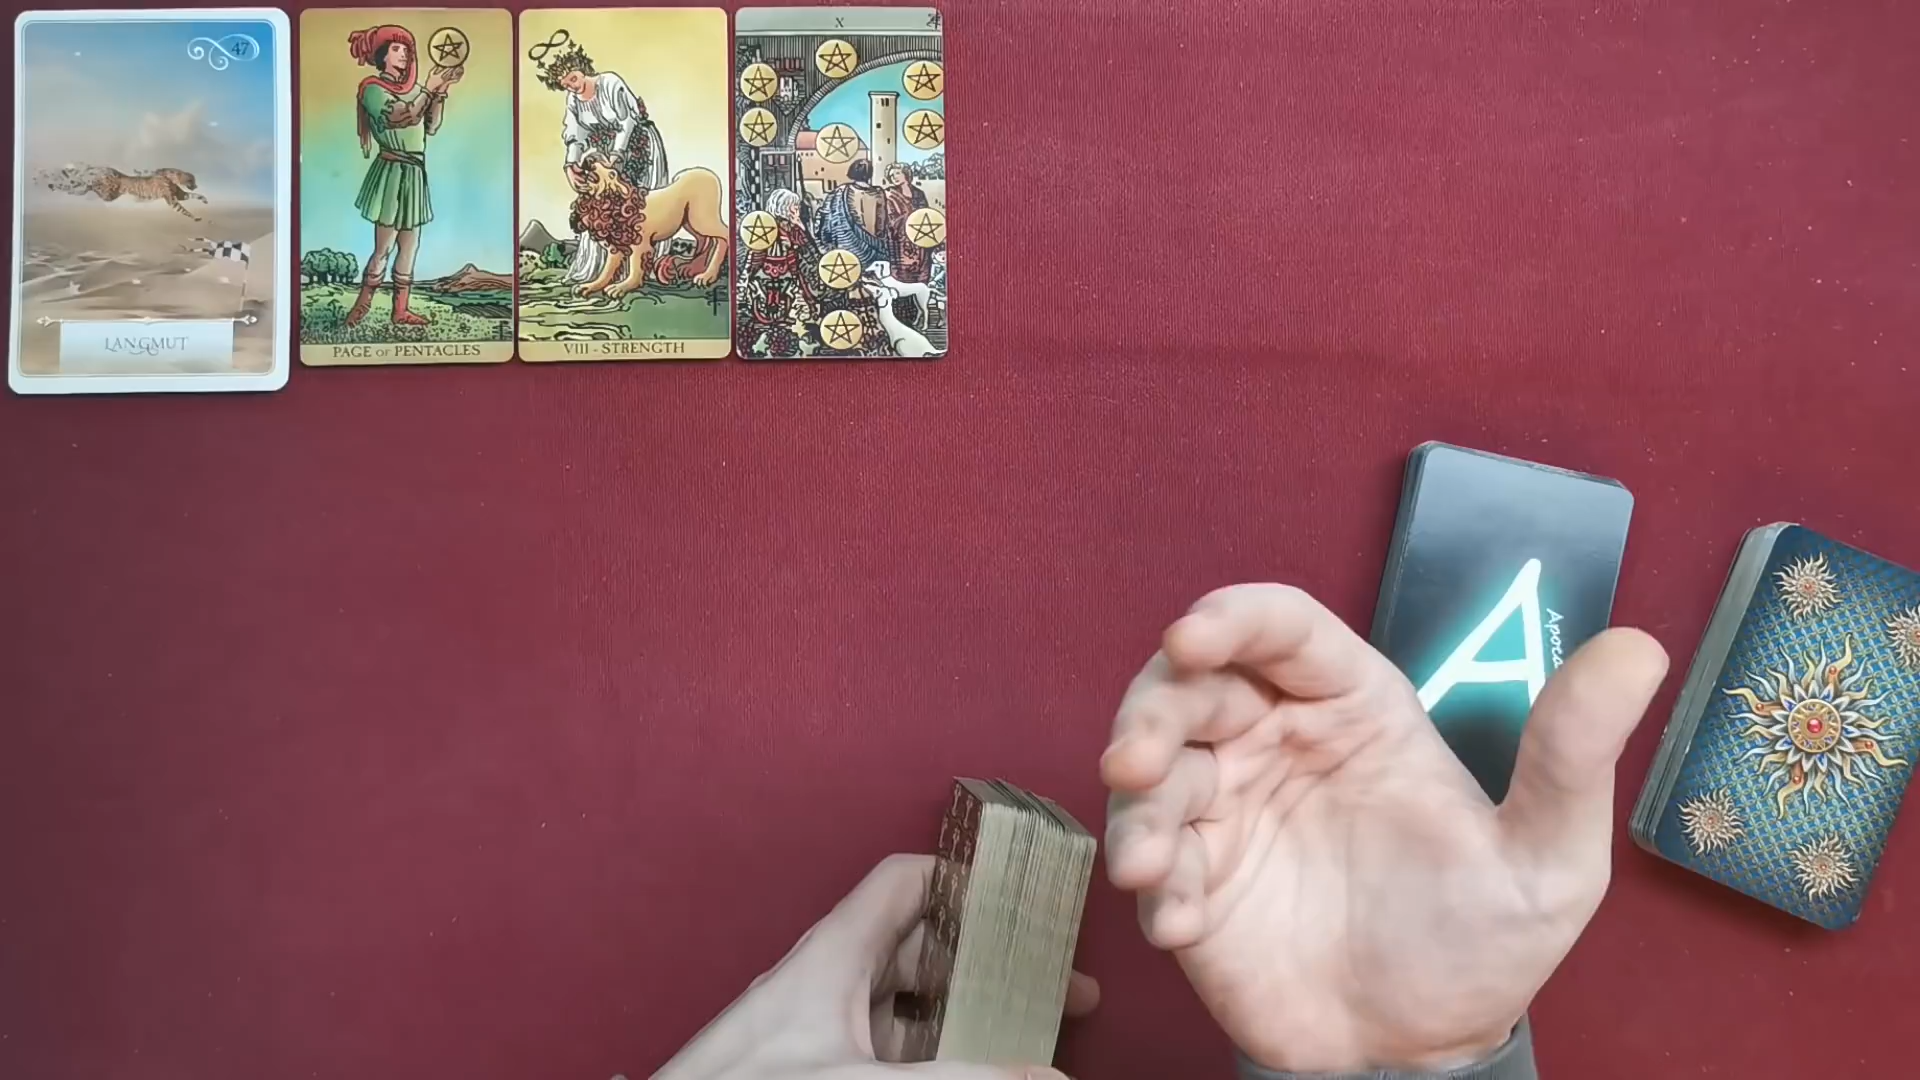 47
LANGMUT
PAGE OF PENTACLES
VIII - STRENGTH
X
A
Apoca